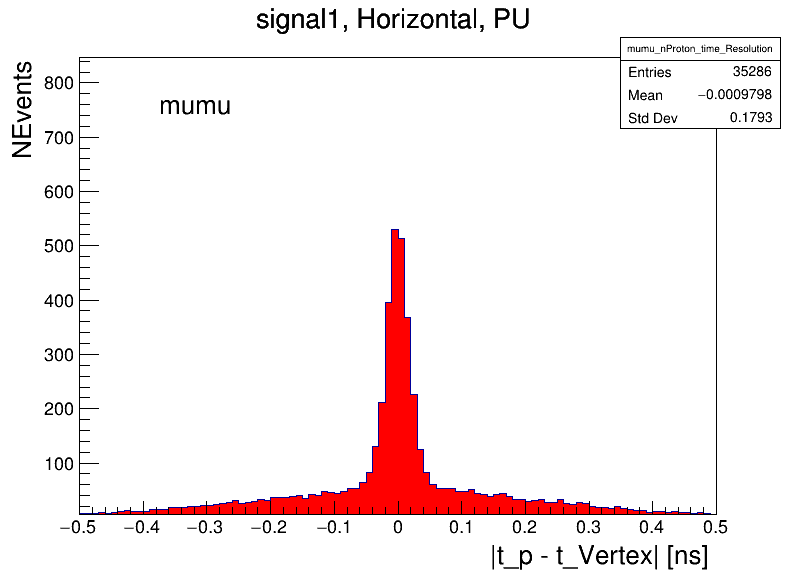 signal1, Horizontal, PU
mumu_nProton_time_Resolution
Entries 35286
Mean −0.0009798
Std Dev 0.1793
NEvents
mumu
800
700
600
500
400
300
200
100
−0.5 −0.4 −0.3 −0.2 −0.1 0 0.1 0.2 0.3 0.4 0.5
|t_p - t_Vertex| [ns]